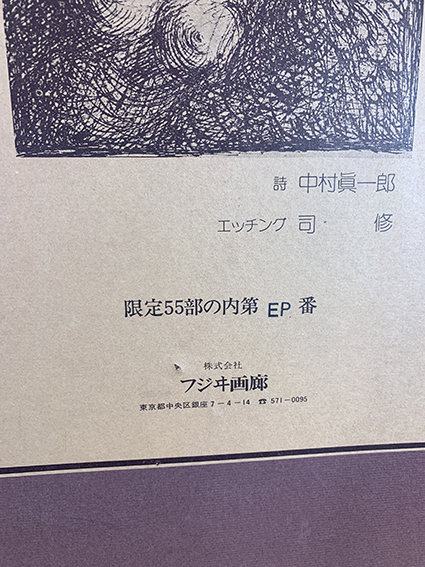 詩 中村眞一郎
エッチング 司 修
限定55部の内第 EP 番
株式会社
フジヰ画廊
東京都中央区銀座7-4-14 ☎ 571-0095